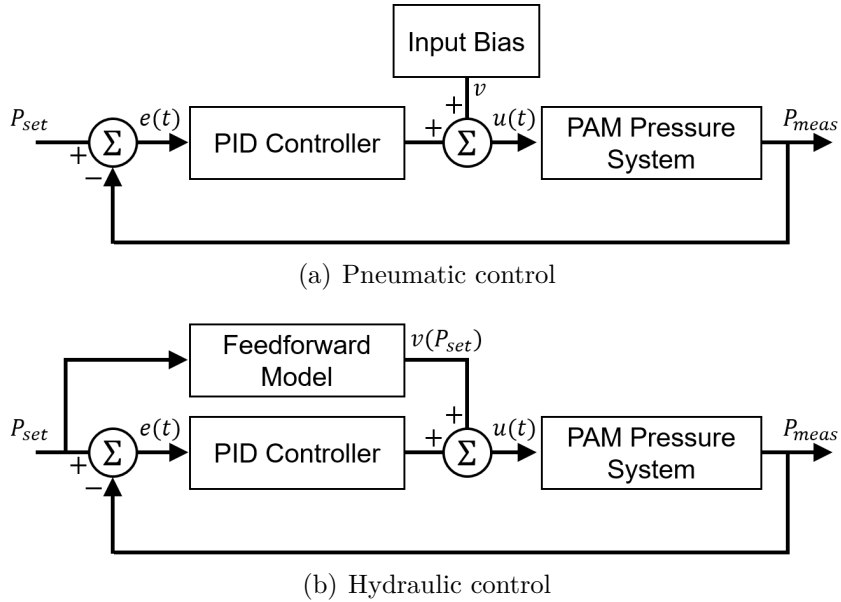 Input Bias
v
P_set
e(t)
+
u(t)
P_meas
+
Σ
PID Controller
+
Σ
PAM Pressure
System
−
(a) Pneumatic control
Feedforward
Model
v(P_set)
P_set
e(t)
+
u(t)
P_meas
+
Σ
PID Controller
+
Σ
PAM Pressure
System
−
(b) Hydraulic control